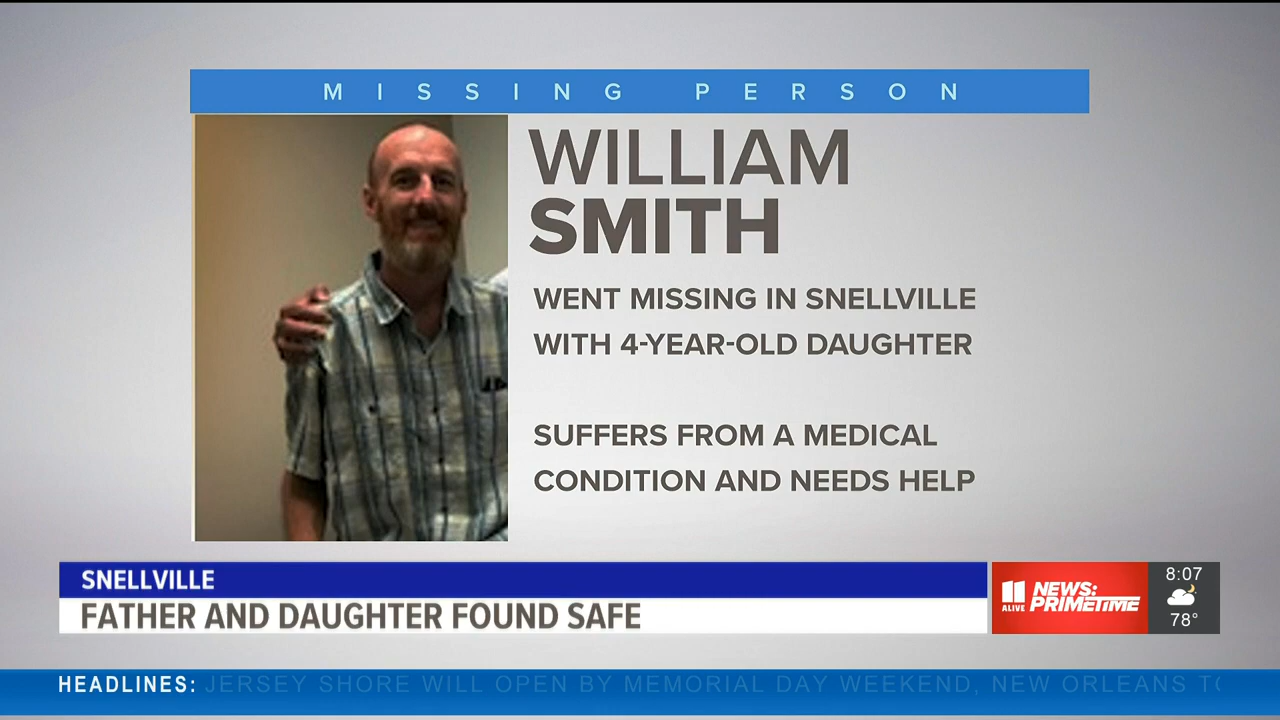 MISSING PERSON
WILLIAM
SMITH
WENT MISSING IN SNELLVILLE
WITH 4-YEAR-OLD DAUGHTER
SUFFERS FROM A MEDICAL
CONDITION AND NEEDS HELP
SNELLVILLE
FATHER AND DAUGHTER FOUND SAFE
11 ALIVE NEWS: PRIMETIME
8:07
78°
HEADLINES: JERSEY SHORE WILL OPEN BY MEMORIAL DAY WEEKEND, NEW ORLEANS